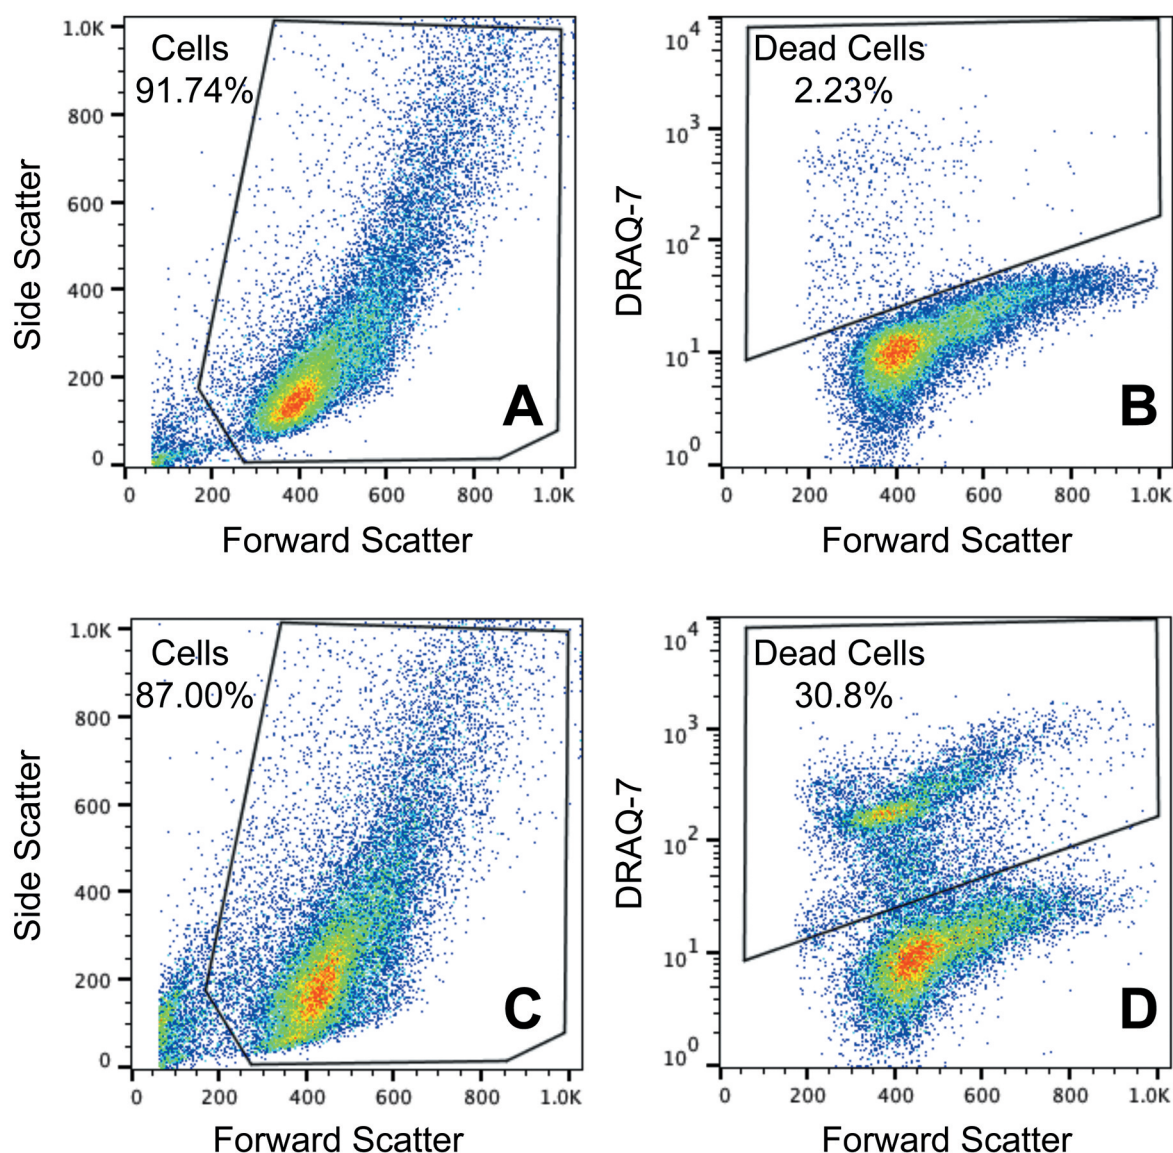 Cells
91.74%
1.0K
800
600
400
200
0
Side Scatter
A
0 200 400 600 800 1.0K
Forward Scatter
Dead Cells
2.23%
10^4
10^3
10^2
10^1
10^0
DRAQ-7
B
0 200 400 600 800 1.0K
Forward Scatter
Cells
87.00%
1.0K
800
600
400
200
0
Side Scatter
C
0 200 400 600 800 1.0K
Forward Scatter
Dead Cells
30.8%
10^4
10^3
10^2
10^1
10^0
DRAQ-7
D
0 200 400 600 800 1.0K
Forward Scatter